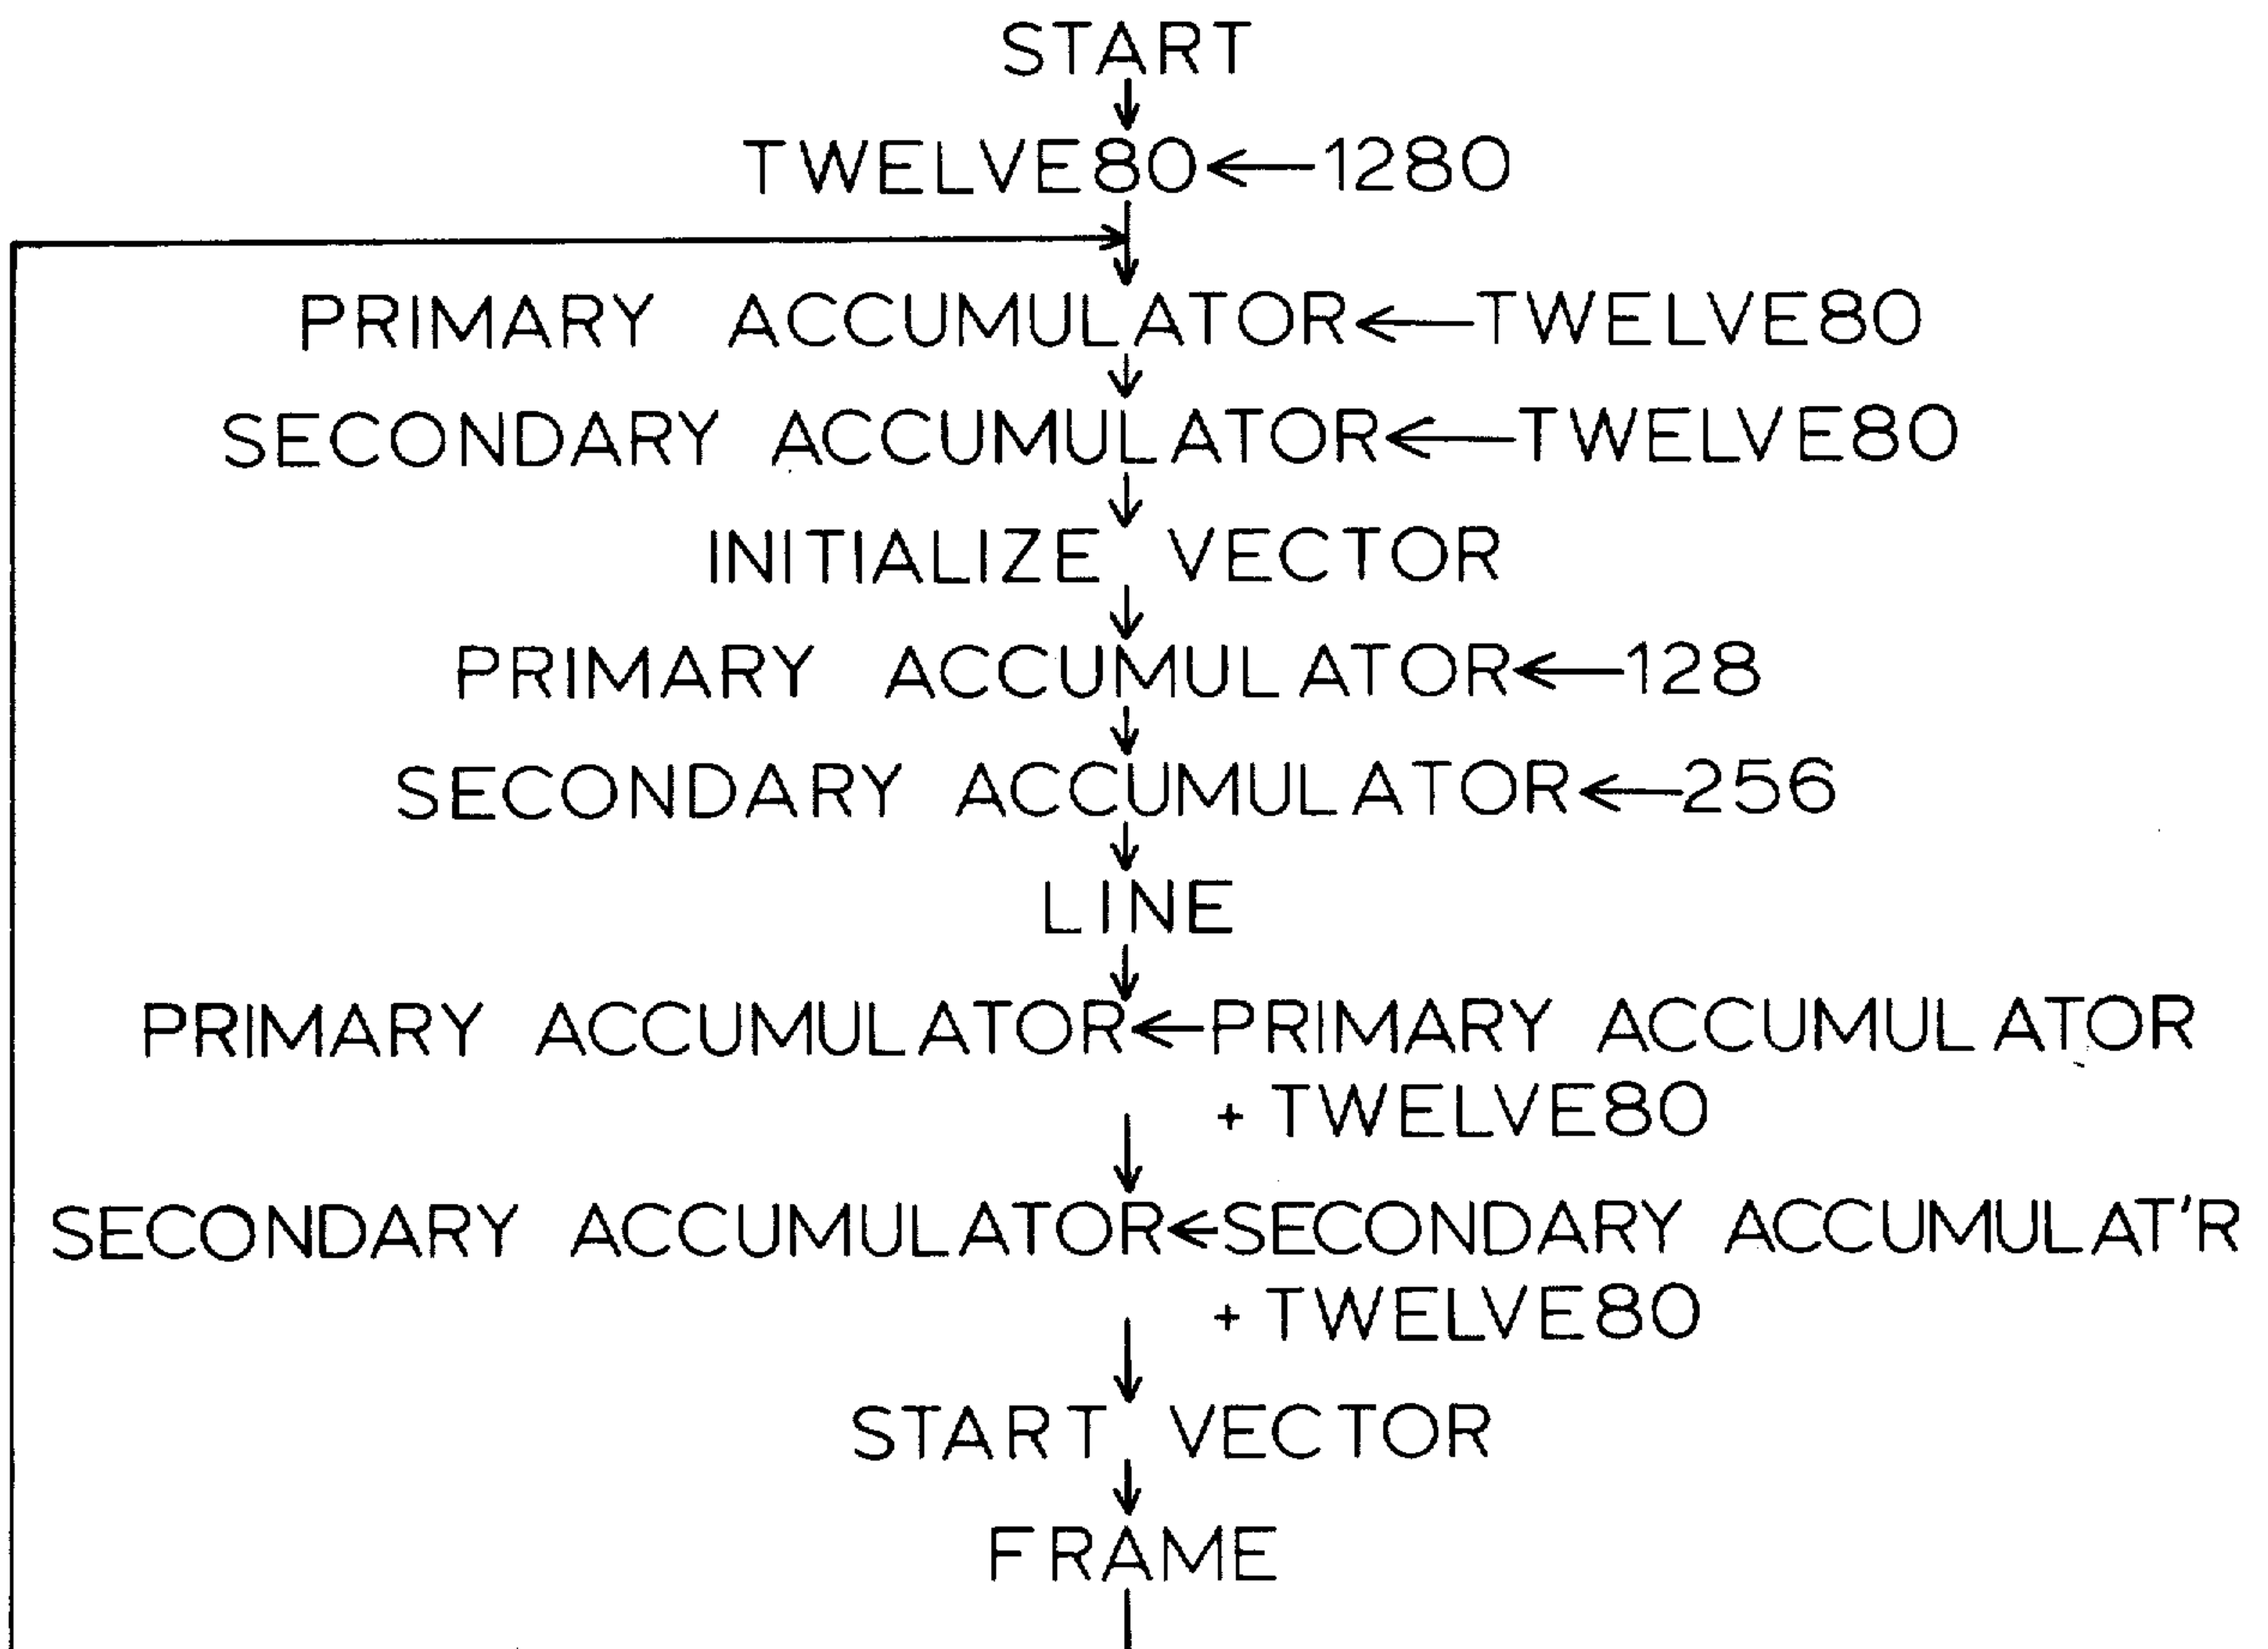 START
TWELVE80←1280
PRIMARY ACCUMULATOR←TWELVE80
SECONDARY ACCUMULATOR←TWELVE80
INITIALIZE VECTOR
PRIMARY ACCUMULATOR←128
SECONDARY ACCUMULATOR←256
LINE
PRIMARY ACCUMULATOR←PRIMARY ACCUMULATOR
+ TWELVE80
SECONDARY ACCUMULATOR←SECONDARY ACCUMULAT'R
+ TWELVE80
START VECTOR
FRAME